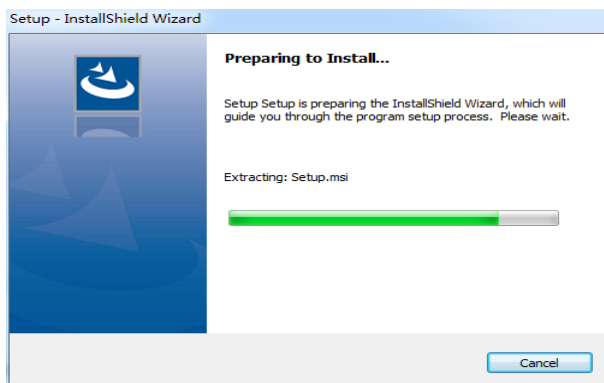 Setup - InstallShield Wizard
Preparing to Install...
Setup Setup is preparing the InstallShield Wizard, which will
guide you through the program setup process.  Please wait.
Extracting: Setup.msi
Cancel